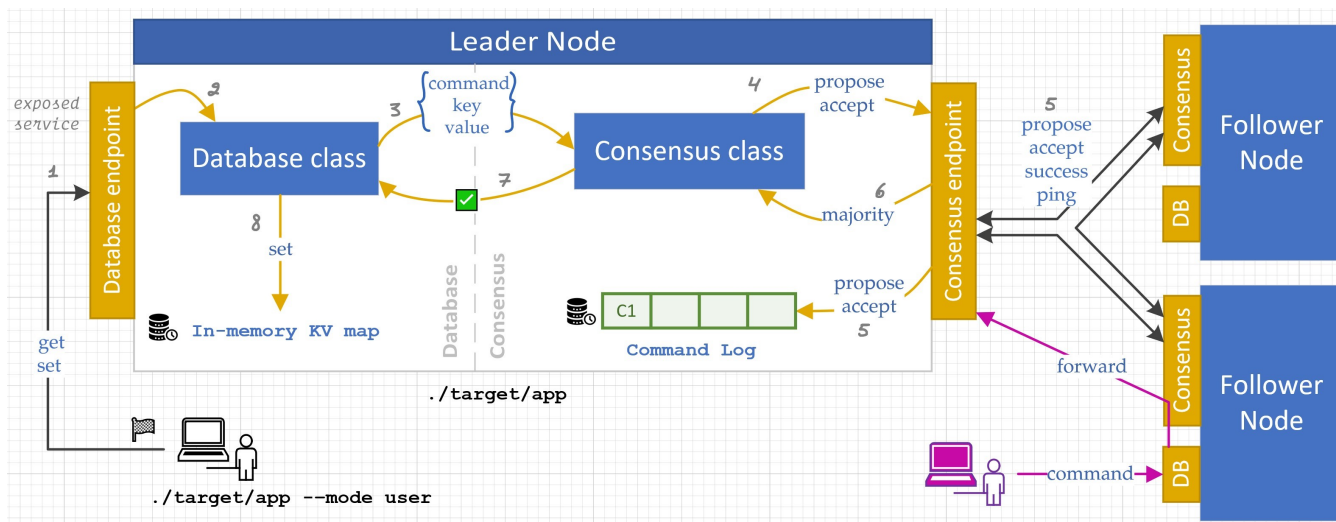 Leader Node
exposed
service
1
Database endpoint
2
Database class
3
command
key
value
4
propose
accept
Consensus class
7
6
majority
8
set
In-memory KV map
Database
Consensus
C1
Command Log
propose
accept
5
Consensus endpoint
5
propose
accept
success
ping
Consensus
DB
Follower
Node
Consensus
DB
Follower
Node
get
set
./target/app
./target/app --mode user
forward
command